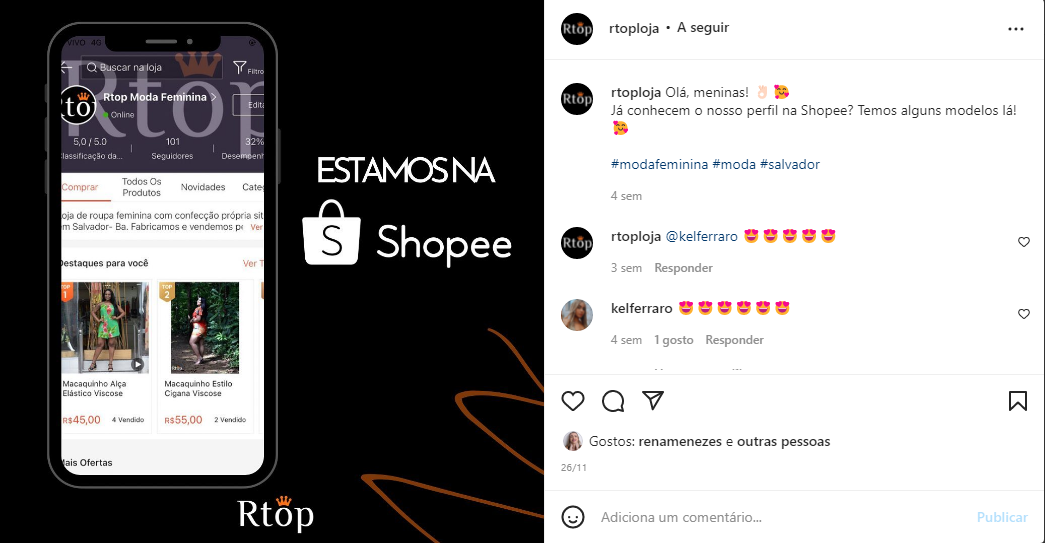 VIVO 4G
Buscar na loja
Filtro
Rtop
Rtop Moda Feminina >
Online
5,0 / 5.0
101
32%
Classificação da...
Seguidores
Comprar
Todos Os
Produtos
Novidades
Loja de roupa feminina com confecção própria
em Salvador- Ba. Fabricamos e vendemos
Ver
Destaques para você
Ver
TOP
1
TOP
2
Macaquinho Alça
Elástico Viscose
Macaquinho Estilo
Cigana Viscose
R$45,00
4 Vendido
R$55,00
2 Vendido
Mais Ofertas
ESTAMOS NA
S Shopee
Rtop
Rtop
rtoploja • A seguir
Rtop
rtoploja Olá, meninas! 👌🏻🥰
Já conhecem o nosso perfil na Shopee? Temos alguns modelos lá!
🥰
#modafeminina #moda #salvador
4 sem
Rtop
rtoploja @kelferraro 😍😍😍😍😍
3 sem Responder
kelferraro 😍😍😍😍😍😍
4 sem 1 gosto Responder
Gostos: renamenezes e outras pessoas
26/11
Adiciona um comentário...
Publicar